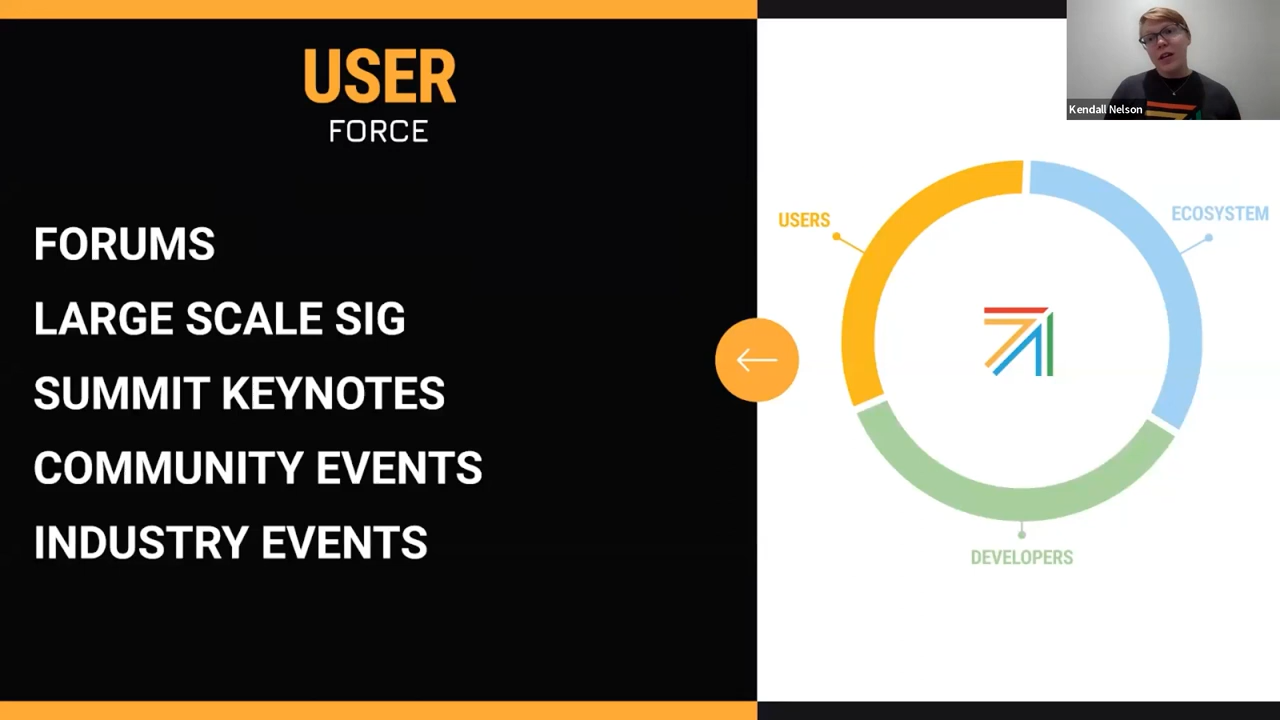 USER
FORCE
FORUMS
LARGE SCALE SIG
SUMMIT KEYNOTES
COMMUNITY EVENTS
INDUSTRY EVENTS
Kendall Nelson
USERS
ECOSYSTEM
DEVELOPERS